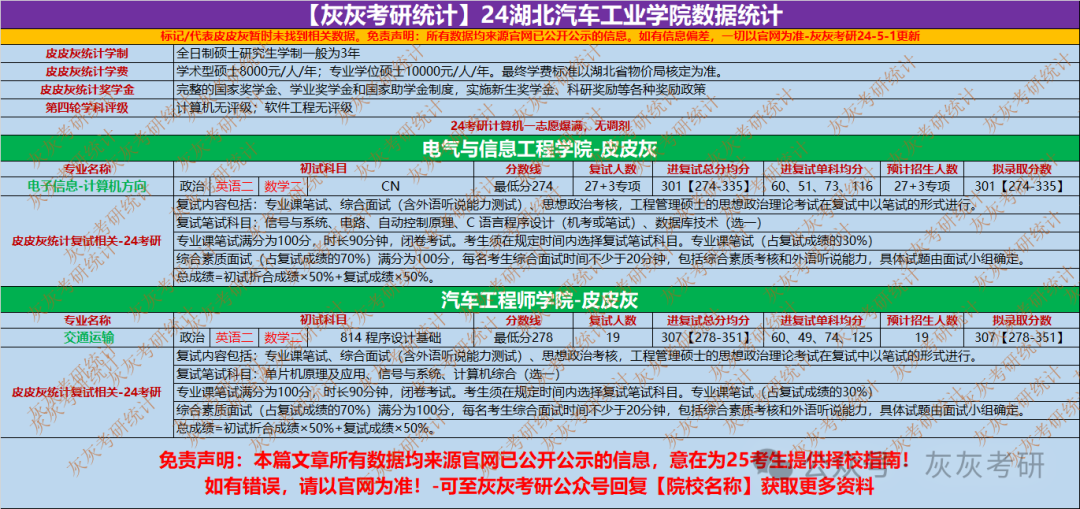 【灰灰考研统计】24湖北汽车工业学院数据统计
标记/代表皮皮灰暂时未找到相关数据。免责声明：所有数据均来源官网已公开公示的信息。如有信息偏差，一切以官网为准-灰灰考研24-5-1更新
皮皮灰统计学制 全日制硕士研究生学制一般为3年
皮皮灰统计学费 学术型硕士8000元/人/年；专业学位硕士10000元/人/年。最终学费标准以湖北省物价局核定为准。
皮皮灰统计奖学金 完整的国家奖学金、学业奖学金和国家助学金制度，实施新生奖学金、科研奖励等各种奖励政策
第四轮学科评级 计算机无评级；软件工程无评级
24考研计算机一志愿爆满，无调剂
电气与信息工程学院-皮皮灰
专业名称 初试科目 分数线 复试人数 进复试总分均分 进复试单科均分 预计招生人数 拟录取分数
电子信息-计算机方向 政治 英语二 数学二 CN 最低分274 27+3专项 301【274-335】 60、51、73、116 27+3专项 301【274-335】
皮皮灰统计复试相关-24考研
复试内容包括：专业课笔试、综合面试（含外语听说能力测试）、思想政治考核，工程管理硕士的思想政治理论考试在复试中以笔试的形式进行。
复试笔试科目：信号与系统、电路、自动控制原理、C 语言程序设计（机考或笔试）、数据库技术（选一）
专业课笔试满分为100分，时长90分钟，闭卷考试。考生须在规定时间内选择复试笔试科目。专业课笔试（占复试成绩的30%）
综合素质面试（占复试成绩的70%）满分为100分，每名考生综合面试时间不少于20分钟，包括综合素质考核和外语听说能力，具体试题由面试小组确定。
总成绩=初试折合成绩×50%+复试成绩×50%。
汽车工程师学院-皮皮灰
专业名称 初试科目 分数线 复试人数 进复试总分均分 进复试单科均分 预计招生人数 拟录取分数
交通运输 政治 英语二 数学二 814 程序设计基础 最低分278 19 307【278-351】 60、49、74、125 19 307【278-351】
皮皮灰统计复试相关-24考研
复试内容包括：专业课笔试、综合面试（含外语听说能力测试）、思想政治考核，工程管理硕士的思想政治理论考试在复试中以笔试的形式进行。
复试笔试科目：单片机原理及应用、信号与系统、计算机综合（选一）
专业课笔试满分为100分，时长90分钟，闭卷考试。考生须在规定时间内选择复试笔试科目。专业课笔试（占复试成绩的30%）
综合素质面试（占复试成绩的70%）满分为100分，每名考生综合面试时间不少于20分钟，包括综合素质考核和外语听说能力，具体试题由面试小组确定。
总成绩=初试折合成绩×50%+复试成绩×50%。
免责声明：本篇文章所有数据均来源官网已公开公示的信息，意在为25考生提供择校指南！
如有错误，请以官网为准！-可至灰灰考研公众号回复【院校名称】获取更多资料
公众号 灰灰考研
灰灰考研统计